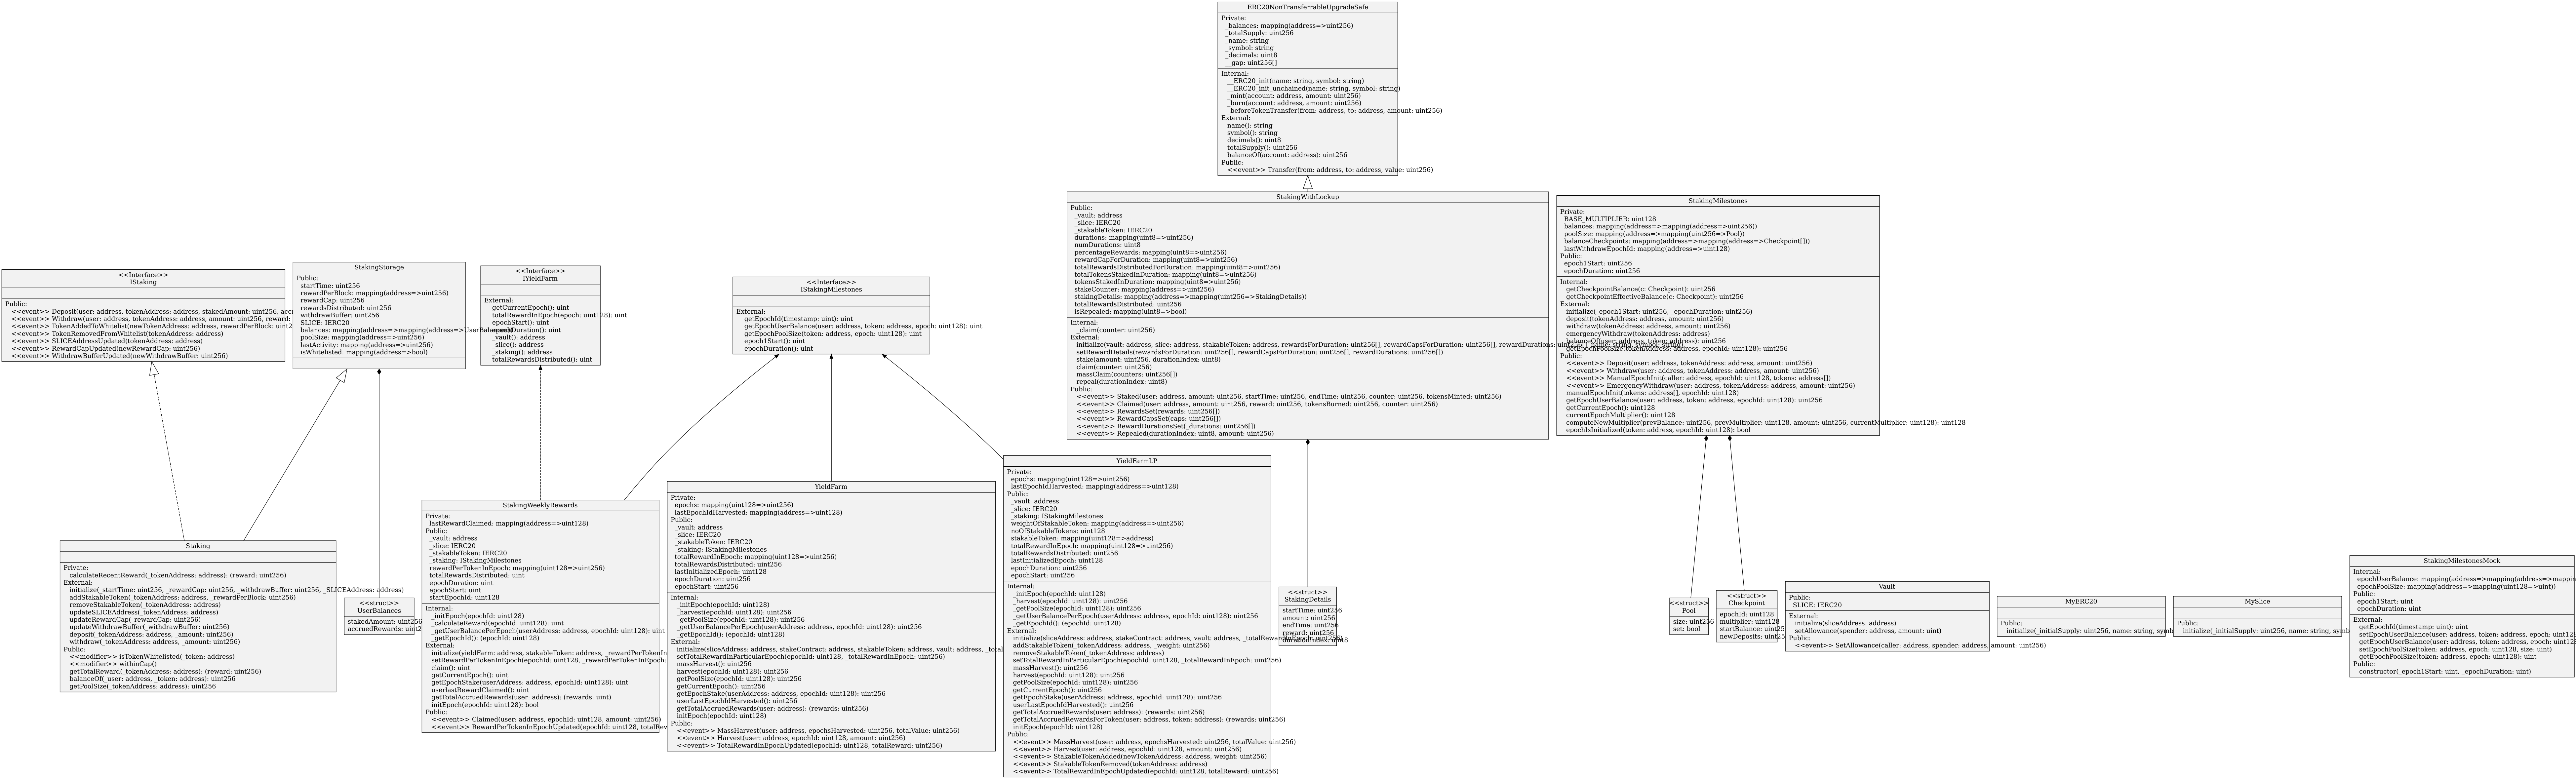 ERC20NonTransferrableUpgradeSafe
Private:
_balances: mapping(address=>uint256)
_totalSupply: uint256
_name: string
_symbol: string
_decimals: uint8
__gap: uint256[]
Internal:
__ERC20_init(name: string, symbol: string)
__ERC20_init_unchained(name: string, symbol: string)
_mint(account: address, amount: uint256)
_burn(account: address, amount: uint256)
_beforeTokenTransfer(from: address, to: address, amount: uint256)
External:
name(): string
symbol(): string
decimals(): uint8
totalSupply(): uint256
balanceOf(account: address): uint256
Public:
<<event>> Transfer(from: address, to: address, value: uint256)
<<Interface>>
IStaking
Public:
<<event>> Deposit(user: address, tokenAddress: address, stakedAmount: uint256,
<<event>> Withdraw(user: address, tokenAddress: address, amount: uint256, reward:
<<event>> TokenAddedToWhitelist(newTokenAddress: address, rewardPerBlock:
<<event>> TokenRemovedFromWhitelist(tokenAddress: address)
<<event>> SLICEAddressUpdated(tokenAddress: address)
<<event>> RewardCapUpdated(newRewardCap: uint256)
<<event>> WithdrawBufferUpdated(newWithdrawBuffer: uint256)
StakingStorage
Public:
startTime: uint256
rewardPerBlock: mapping(address=>uint256)
rewardCap: uint256
rewardsDistributed: uint256
withdrawBuffer: uint256
SLICE: IERC20
balances: mapping(address=>mapping(address=>UserBalances))
poolSize: mapping(address=>uint256)
lastActivity: mapping(address=>uint256)
isWhitelisted: mapping(address=>bool)
<<Interface>>
IYieldFarm
External:
getCurrentEpoch(): uint
totalRewardInEpoch(epoch: uint128): uint
epochStart(): uint
epochDuration(): uint
_vault(): address
_slice(): address
_staking(): address
totalRewardsDistributed(): uint
<<Interface>>
IStakingMilestones
External:
getEpochId(timestamp: uint): uint
getEpochUserBalance(user: address, token: address, epoch: uint128): uint
getEpochPoolSize(token: address, epoch: uint128): uint
epoch1Start(): uint
epochDuration(): uint
StakingWithLockup
Public:
_vault: address
_slice: IERC20
_stakableToken: IERC20
durations: mapping(uint8=>uint256)
numDurations: uint8
percentageRewards: mapping(uint8=>uint256)
rewardCapForDuration: mapping(uint8=>uint256)
totalRewardsDistributedForDuration: mapping(uint8=>uint256)
totalTokensStakedInDuration: mapping(uint8=>uint256)
tokensStakedInDuration: mapping(uint8=>uint256)
stakeCounter: mapping(address=>uint256)
stakingDetails: mapping(address=>mapping(uint256=>StakingDetails))
totalRewardsDistributed: uint256
isRepealed: mapping(uint8=>bool)
Internal:
_claim(counter: uint256)
External:
initialize(vault: address, slice: address, stakableToken: address, rewardsForDuration: uint256[], rewardCapsForDuration: uint256[], rewardDurations: uint256[], name: string, symbol: string)
setRewardDetails(rewardsForDuration: uint256[], rewardCapsForDuration: uint256[], rewardDurations: uint256[])
stake(amount: uint256, durationIndex: uint8)
claim(counter: uint256)
massClaim(counters: uint256[])
repeal(durationIndex: uint8)
Public:
<<event>> Staked(user: address, amount: uint256, startTime: uint256, endTime: uint256, counter: uint256, tokensMinted: uint256)
<<event>> Claimed(user: address, amount: uint256, reward: uint256, tokensBurned: uint256, counter: uint256)
<<event>> RewardsSet(rewards: uint256[])
<<event>> RewardCapsSet(caps: uint256[])
<<event>> RewardDurationsSet(_durations: uint256[])
<<event>> Repealed(durationIndex: uint8, amount: uint256)
StakingMilestones
Private:
BASE_MULTIPLIER: uint128
balances: mapping(address=>mapping(address=>uint256))
poolSize: mapping(address=>mapping(uint256=>Pool))
balanceCheckpoints: mapping(address=>mapping(address=>Checkpoint[]))
lastWithdrawEpochId: mapping(address=>uint128)
Public:
epoch1Start: uint256
epochDuration: uint256
Internal:
getCheckpointBalance(c: Checkpoint): uint256
getCheckpointEffectiveBalance(c: Checkpoint): uint256
External:
initialize(_epoch1Start: uint256, _epochDuration: uint256)
deposit(tokenAddress: address, amount: uint256)
withdraw(tokenAddress: address, amount: uint256)
emergencyWithdraw(tokenAddress: address)
balanceOf(user: address, token: address): uint256
getEpochPoolSize(tokenAddress: address, epochId: uint128): uint256
Public:
<<event>> Deposit(user: address, tokenAddress: address, amount: uint256)
<<event>> Withdraw(user: address, tokenAddress: address, amount: uint256)
<<event>> ManualEpochInit(caller: address, epochId: uint128, tokens: address[])
<<event>> EmergencyWithdraw(user: address, tokenAddress: address, amount: uint256)
manualEpochInit(tokens: address[], epochId: uint128)
getEpochUserBalance(user: address, token: address, epochId: uint128): uint256
getCurrentEpoch(): uint128
currentEpochMultiplier(): uint128
computeNewMultiplier(prevBalance: uint256, prevMultiplier: uint128, amount: uint256, currentMultiplier: uint128): uint128
epochIsInitialized(token: address, epochId: uint128): bool
Staking
Private:
calculateRecentReward(_tokenAddress: address): (reward: uint256)
External:
initialize(_startTime: uint256, _rewardCap: uint256, _withdrawBuffer: uint256, _SLICEAddress: address)
addStakableToken(_tokenAddress: address, _rewardPerBlock: uint256)
removeStakableToken(_tokenAddress: address)
updateSLICEAddress(_tokenAddress: address)
updateRewardCap(_rewardCap: uint256)
updateWithdrawBuffer(_withdrawBuffer: uint256)
deposit(_tokenAddress: address, _amount: uint256)
withdraw(_tokenAddress: address, _amount: uint256)
Public:
<<modifier>> isTokenWhitelisted(_token: address)
<<modifier>> withinCap()
getTotalReward(_tokenAddress: address): (reward: uint256)
balanceOf(_user: address, _token: address): uint256
getPoolSize(_tokenAddress: address): uint256
<<struct>>
UserBalances
stakedAmount: uint256
accruedRewards: uint2
StakingWeeklyRewards
Private:
lastRewardClaimed: mapping(address=>uint128)
Public:
_vault: address
_slice: IERC20
_stakableToken: IERC20
_staking: IStakingMilestones
rewardPerTokenInEpoch: mapping(uint128=>uint256)
totalRewardsDistributed: uint
epochDuration: uint
epochStart: uint
startEpochId: uint128
Internal:
_initEpoch(epochId: uint128)
_calculateReward(epochId: uint128): uint
_getUserBalancePerEpoch(userAddress: address, epochId: uint128): uint
_getEpochId(): (epochId: uint128)
External:
initialize(yieldFarm: address, stakableToken: address, _rewardPerTokenIn
setRewardPerTokenInEpoch(epochId: uint128, _rewardPerTokenInEpoch:
claim(): uint
getCurrentEpoch(): uint
getEpochStake(userAddress: address, epochId: uint128): uint
userlastRewardClaimed(): uint
getTotalAccruedRewards(user: address): (rewards: uint)
initEpoch(epochId: uint128): bool
Public:
<<event>> Claimed(user: address, epochId: uint128, amount: uint256)
<<event>> RewardPerTokenInEpochUpdated(epochId: uint128, totalRew
YieldFarm
Private:
epochs: mapping(uint128=>uint256)
lastEpochIdHarvested: mapping(address=>uint128)
Public:
_vault: address
_slice: IERC20
_stakableToken: IERC20
_staking: IStakingMilestones
totalRewardInEpoch: mapping(uint128=>uint256)
totalRewardsDistributed: uint256
lastInitializedEpoch: uint128
epochDuration: uint256
epochStart: uint256
Internal:
_initEpoch(epochId: uint128)
_harvest(epochId: uint128): uint256
_getPoolSize(epochId: uint128): uint256
_getUserBalancePerEpoch(userAddress: address, epochId: uint128): uint256
_getEpochId(): (epochId: uint128)
External:
initialize(sliceAddress: address, stakeContract: address, stakableToken: address, vault: address, _total
setTotalRewardInParticularEpoch(epochId: uint128, _totalRewardInEpoch: uint256)
massHarvest(): uint256
harvest(epochId: uint128): uint256
getPoolSize(epochId: uint128): uint256
getCurrentEpoch(): uint256
getEpochStake(userAddress: address, epochId: uint128): uint256
userLastEpochIdHarvested(): uint256
getTotalAccruedRewards(user: address): (rewards: uint256)
initEpoch(epochId: uint128)
Public:
<<event>> MassHarvest(user: address, epochsHarvested: uint256, totalValue: uint256)
<<event>> Harvest(user: address, epochId: uint128, amount: uint256)
<<event>> TotalRewardInEpochUpdated(epochId: uint128, totalReward: uint256)
YieldFarmLP
Private:
epochs: mapping(uint128=>uint256)
lastEpochIdHarvested: mapping(address=>uint128)
Public:
_vault: address
_slice: IERC20
_staking: IStakingMilestones
weightOfStakableToken: mapping(address=>uint256)
noOfStakableTokens: uint128
stakableToken: mapping(uint128=>address)
totalRewardInEpoch: mapping(uint128=>uint256)
totalRewardsDistributed: uint256
lastInitializedEpoch: uint128
epochDuration: uint256
epochStart: uint256
Internal:
_initEpoch(epochId: uint128)
_harvest(epochId: uint128): uint256
_getPoolSize(epochId: uint128): uint256
_getUserBalancePerEpoch(userAddress: address, epochId: uint128): uint256
_getEpochId(): (epochId: uint128)
External:
initialize(sliceAddress: address, stakeContract: address, vault: address, _totalRewardInEpoch: uint256)
addStakableToken(_tokenAddress: address, _weight: uint256)
removeStakableToken(_tokenAddress: address)
setTotalRewardInParticularEpoch(epochId: uint128, _totalRewardInEpoch: uint256)
massHarvest(): uint256
harvest(epochId: uint128): uint256
getPoolSize(epochId: uint128): uint256
getCurrentEpoch(): uint256
getEpochStake(userAddress: address, epochId: uint128): uint256
userLastEpochIdHarvested(): uint256
getTotalAccruedRewards(user: address): (rewards: uint256)
getTotalAccruedRewardsForToken(user: address, token: address): (rewards: uint256)
initEpoch(epochId: uint128)
Public:
<<event>> MassHarvest(user: address, epochsHarvested: uint256, totalValue: uint256)
<<event>> Harvest(user: address, epochId: uint128, amount: uint256)
<<event>> StakableTokenAdded(newTokenAddress: address, weight: uint256)
<<event>> StakableTokenRemoved(tokenAddress: address)
<<event>> TotalRewardInEpochUpdated(epochId: uint128, totalReward: uint256)
<<struct>>
StakingDetails
startTime: uint256
amount: uint256
endTime: uint256
reward: uint256
durationIndex: uint8
<<struct>>
Pool
size: uint256
set: bool
<<struct>>
Checkpoint
epochId: uint128
multiplier: uint128
startBalance: uint25
newDeposits: uint25
Vault
Public:
SLICE: IERC20
External:
initialize(sliceAddress: address)
setAllowance(spender: address, amount: uint)
Public:
<<event>> SetAllowance(caller: address, spender: address, amount: uint256)
MyERC20
Public:
initialize(_initialSupply: uint256, name: string, symb
MySlice
Public:
initialize(_initialSupply: uint256, name: string, symb
StakingMilestonesMock
Internal:
epochUserBalance: mapping(address=>mapping(address=>mappin
epochPoolSize: mapping(address=>mapping(uint128=>uint))
Public:
epoch1Start: uint
epochDuration: uint
External:
getEpochId(timestamp: uint): uint
setEpochUserBalance(user: address, token: address, epoch: uint128
getEpochUserBalance(user: address, token: address, epoch: uint128
setEpochPoolSize(token: address, epoch: uint128, size: uint)
getEpochPoolSize(token: address, epoch: uint128): uint
Public:
constructor(_epoch1Start: uint, _epochDuration: uint)